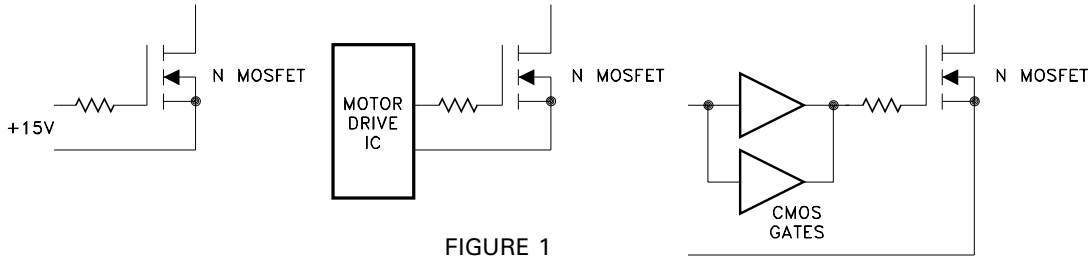 +15V
N MOSFET
MOTOR
DRIVE
IC
N MOSFET
CMOS
GATES
N MOSFET
FIGURE 1